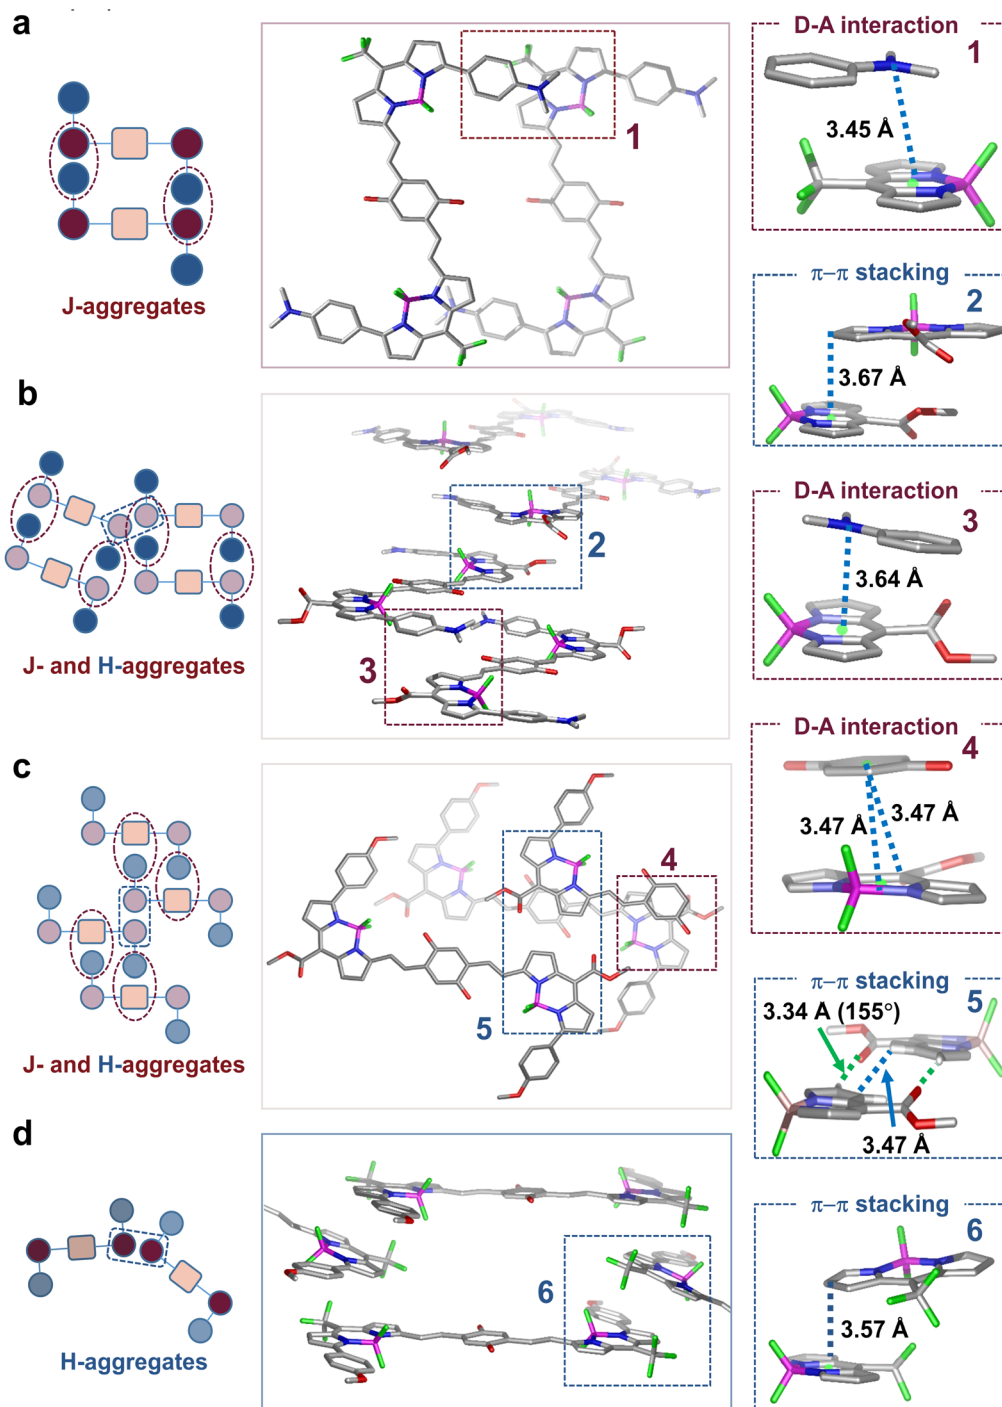 a
J-aggregates
1
D-A interaction
1
3.45 Å
π–π stacking
2
3.67 Å
b
J- and H-aggregates
2
3
D-A interaction
3
3.64 Å
c
J- and H-aggregates
4
5
D-A interaction
4
3.47 Å
3.47 Å
π–π stacking
5
3.34 Å (155°)
3.47 Å
d
H-aggregates
6
π–π stacking
6
3.57 Å